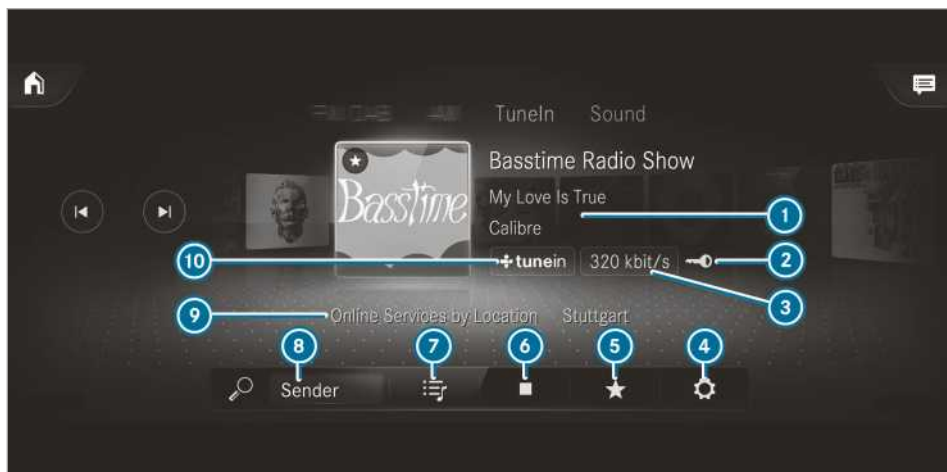 TuneIn Sound
Basstime
Basstime Radio Show
My Love Is True
Calibre
tunein 320 kbit/s
Online Services by Location Stuttgart
Sender
1
2
3
4
5
6
7
8
9
10